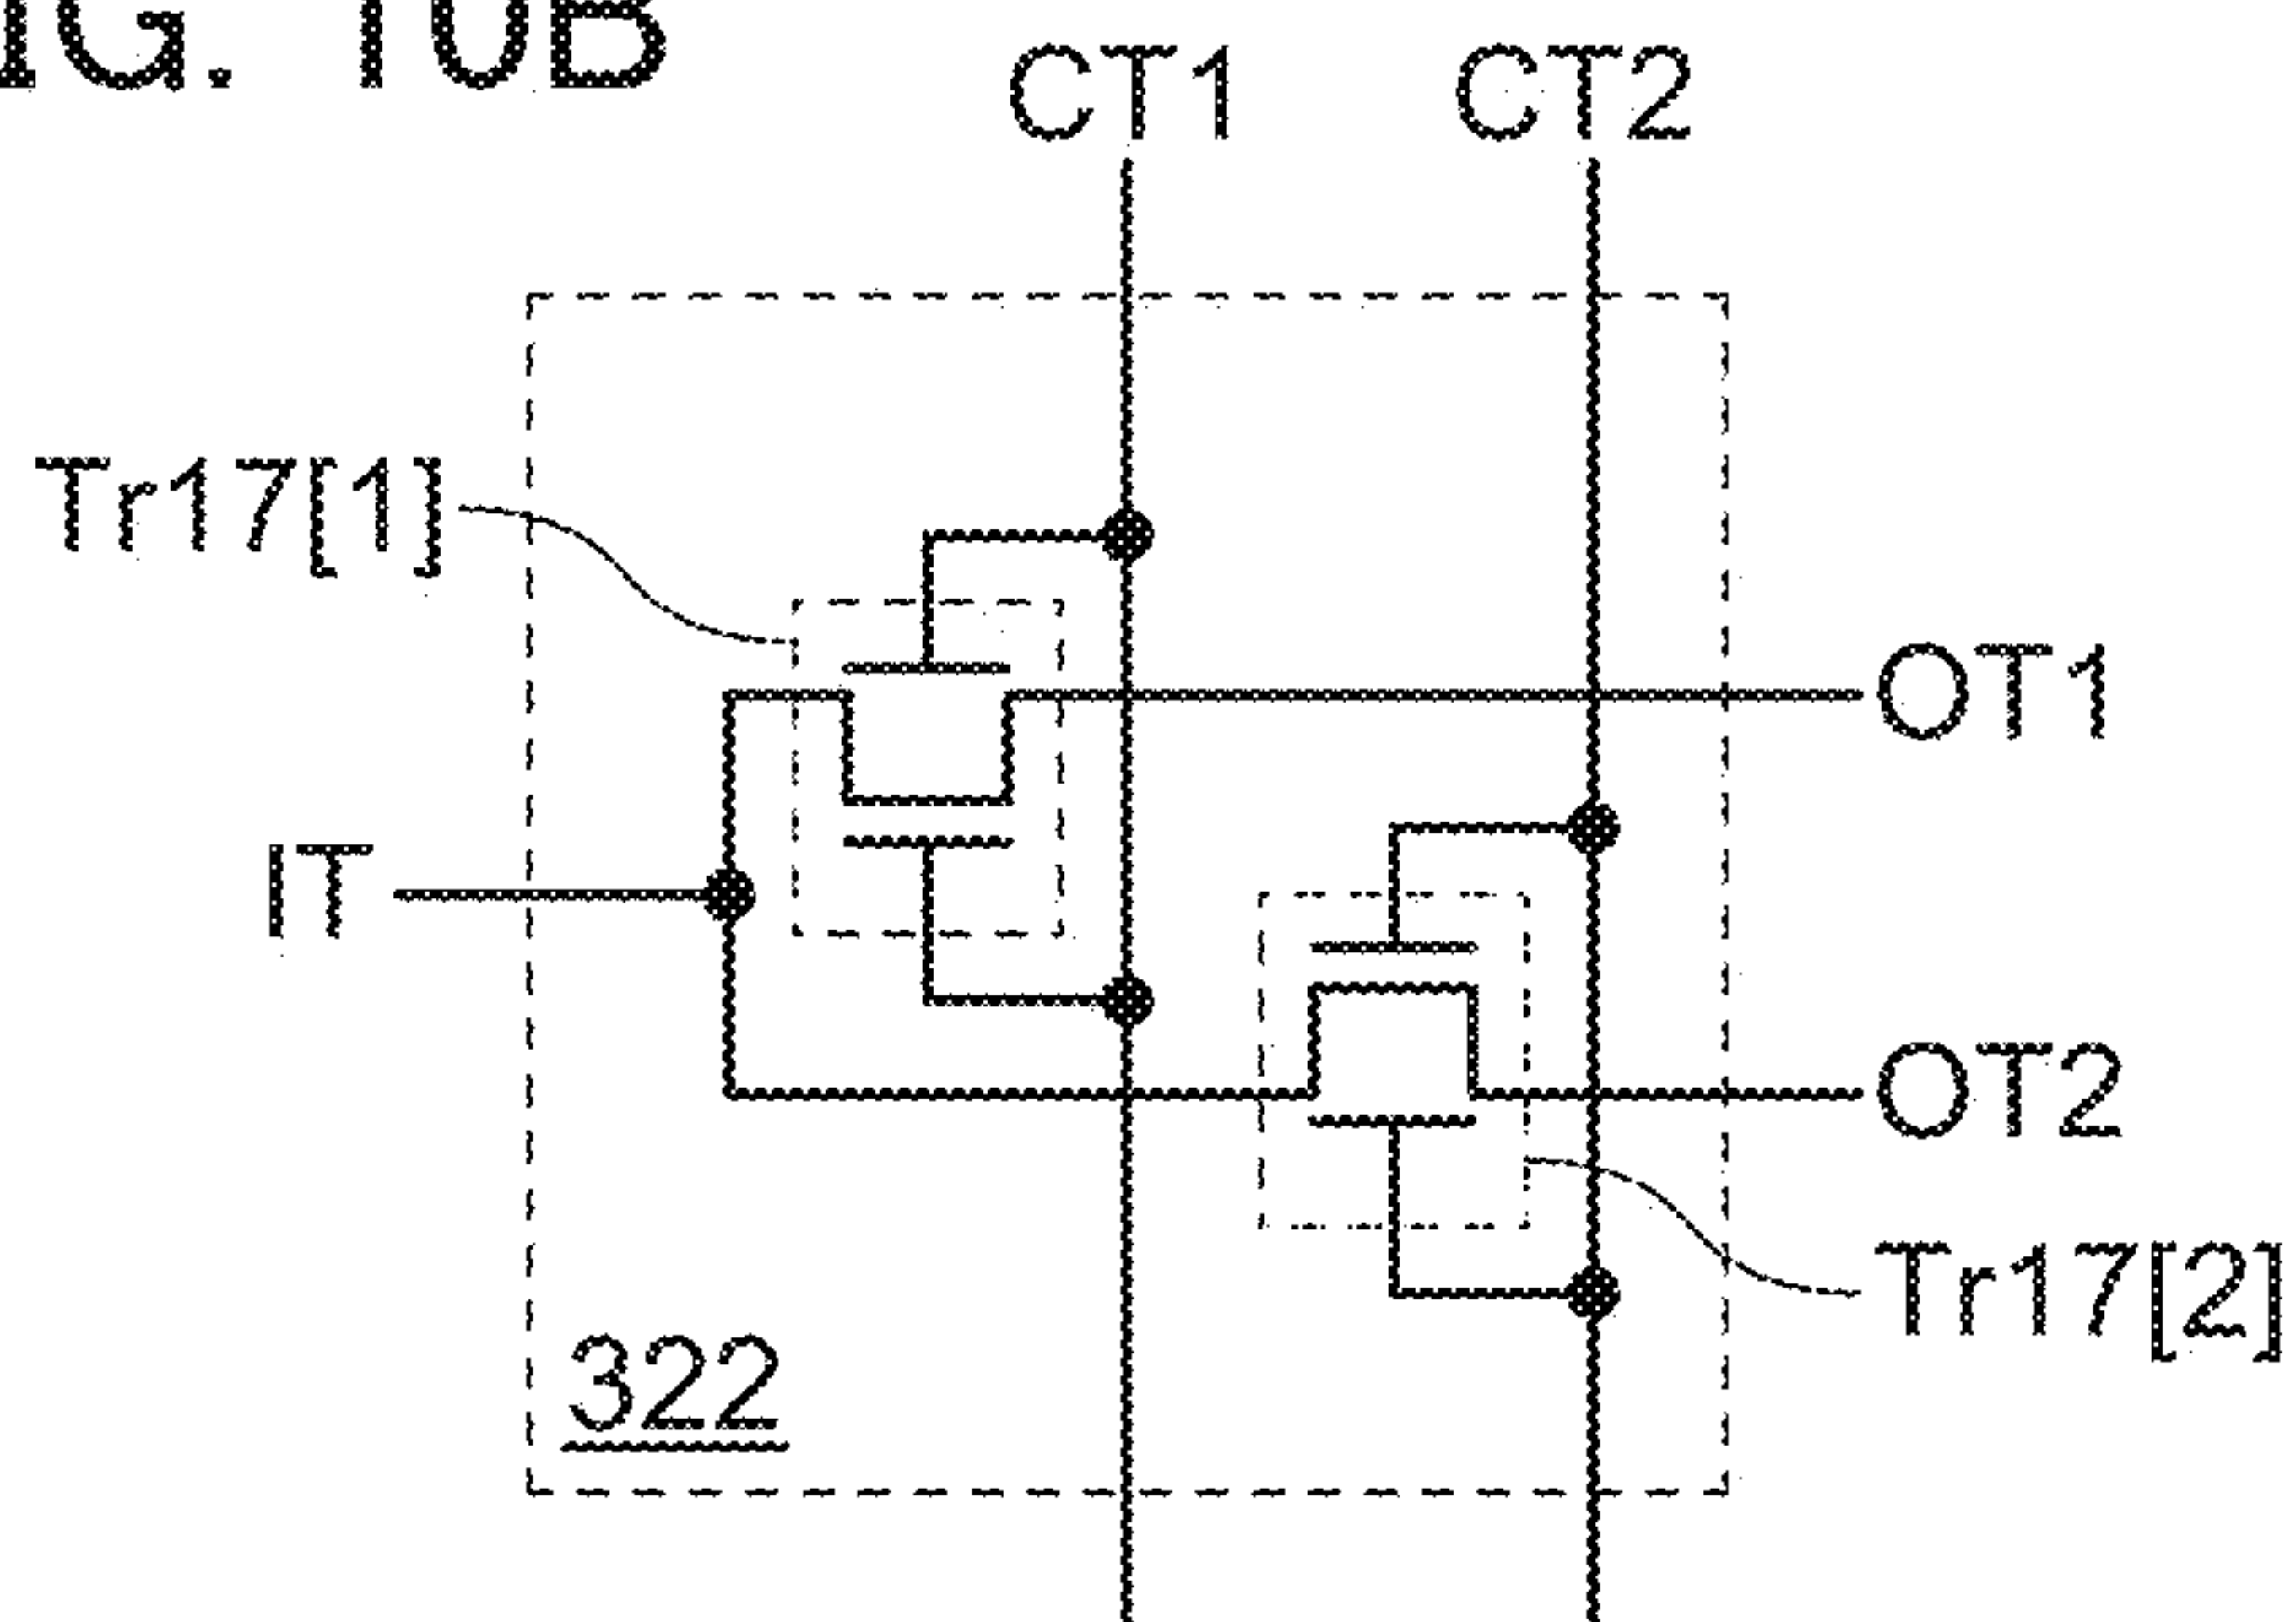 IG. 10B
CT1 CT2
Tr17[1]
OT1
IT
OT2
Tr17[2]
322